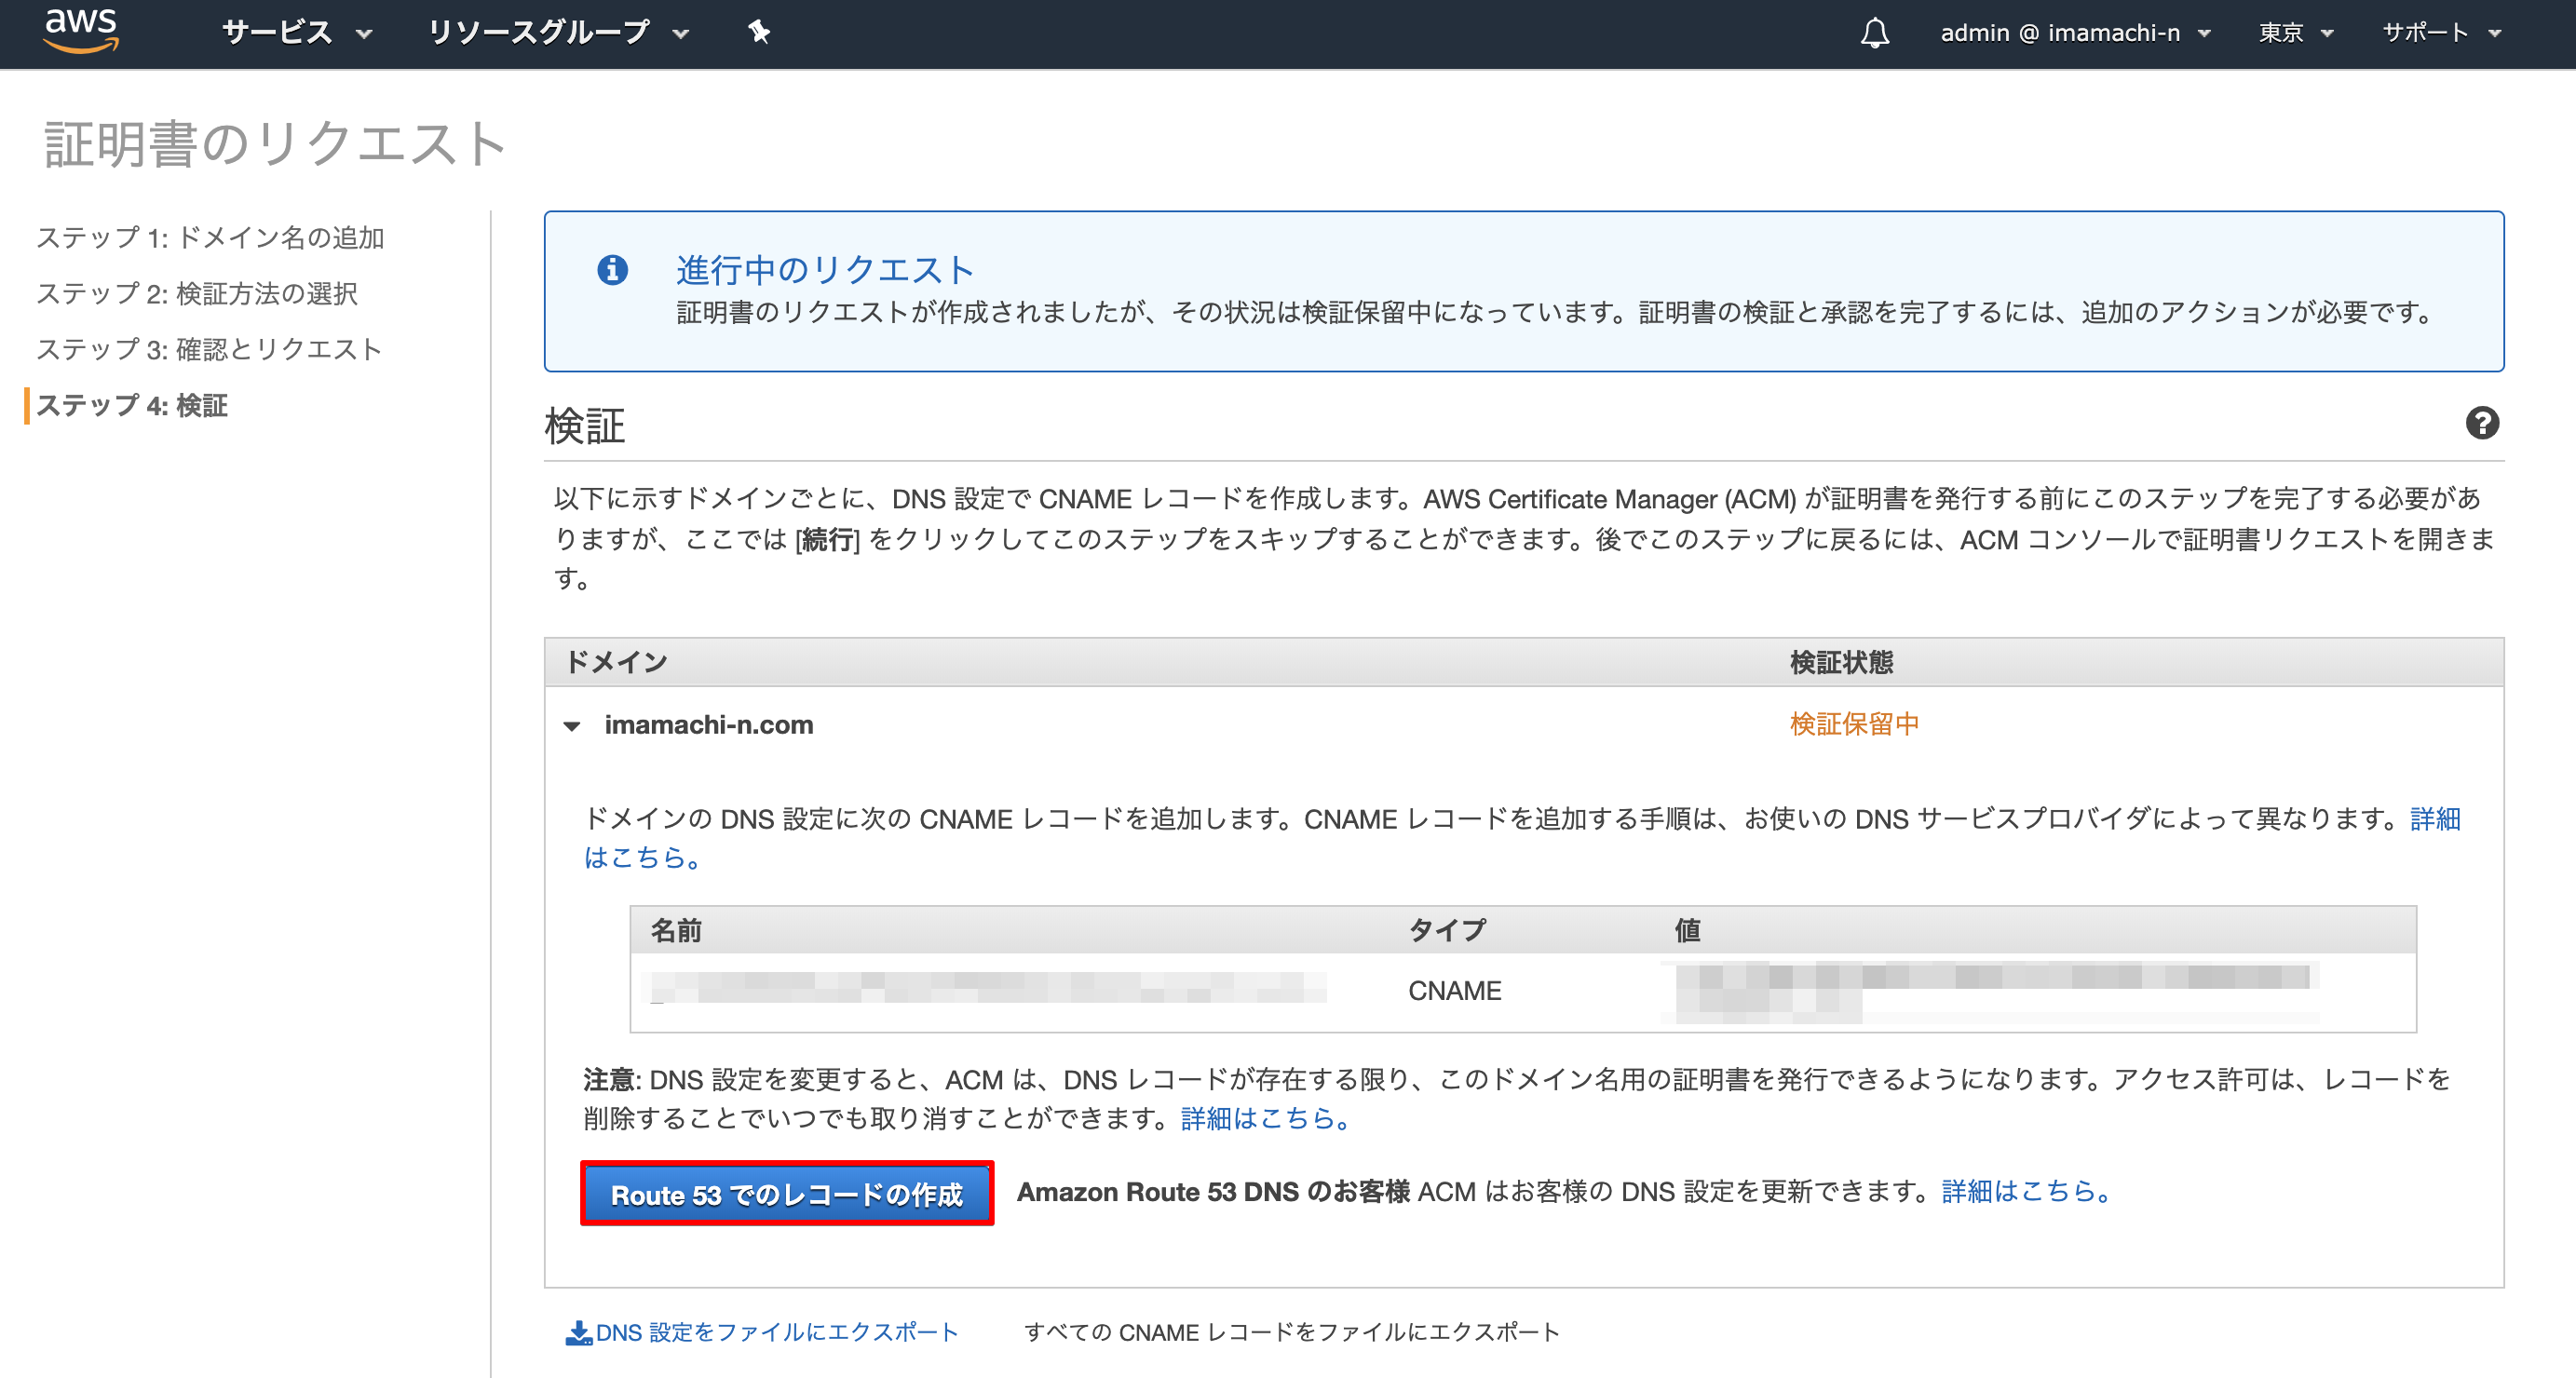 aws サービス リソースグループ admin @ imamachi-n 東京 サポート
証明書のリクエスト
ステップ 1: ドメイン名の追加
ステップ 2: 検証方法の選択
ステップ 3: 確認とリクエスト
ステップ 4: 検証
進行中のリクエスト
証明書のリクエストが作成されましたが、その状況は検証保留中になっています。証明書の検証と承認を完了するには、追加のアクションが必要です。
検証
以下に示すドメインごとに、DNS 設定で CNAME レコードを作成します。AWS Certificate Manager (ACM) が証明書を発行する前にこのステップを完了する必要があ
りますが、ここでは [続行] をクリックしてこのステップをスキップすることができます。後でこのステップに戻るには、ACM コンソールで証明書リクエストを開きま
す。
ドメイン 検証状態
imamachi-n.com 検証保留中
ドメインの DNS 設定に次の CNAME レコードを追加します。CNAME レコードを追加する手順は、お使いの DNS サービスプロバイダによって異なります。詳細
はこちら。
名前 タイプ 値
CNAME
注意: DNS 設定を変更すると、ACM は、DNS レコードが存在する限り、このドメイン名用の証明書を発行できるようになります。アクセス許可は、レコードを
削除することでいつでも取り消すことができます。詳細はこちら。
Route 53 でのレコードの作成 Amazon Route 53 DNS のお客様 ACM はお客様の DNS 設定を更新できます。詳細はこちら。
DNS 設定をファイルにエクスポート すべての CNAME レコードをファイルにエクスポート